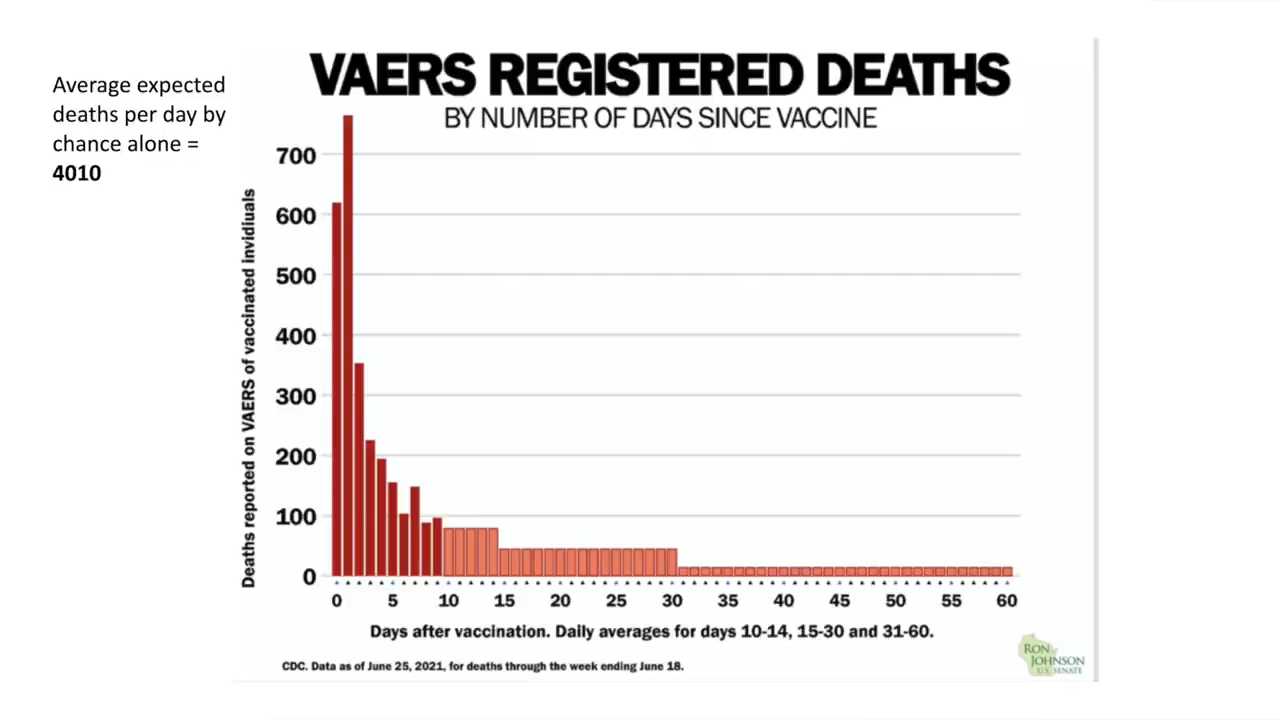 Average expected
deaths per day by
chance alone =
4010
VAERS REGISTERED DEATHS
BY NUMBER OF DAYS SINCE VACCINE
Deaths reported on VAERS of vaccinated invidiuals
700
600
500
400
300
200
100
0
0 5 10 15 20 25 30 35 40 45 50 55 60
Days after vaccination. Daily averages for days 10-14, 15-30 and 31-60.
CDC. Data as of June 25, 2021, for deaths through the week ending June 18.
RON
JOHNSON
U.S. SENATE